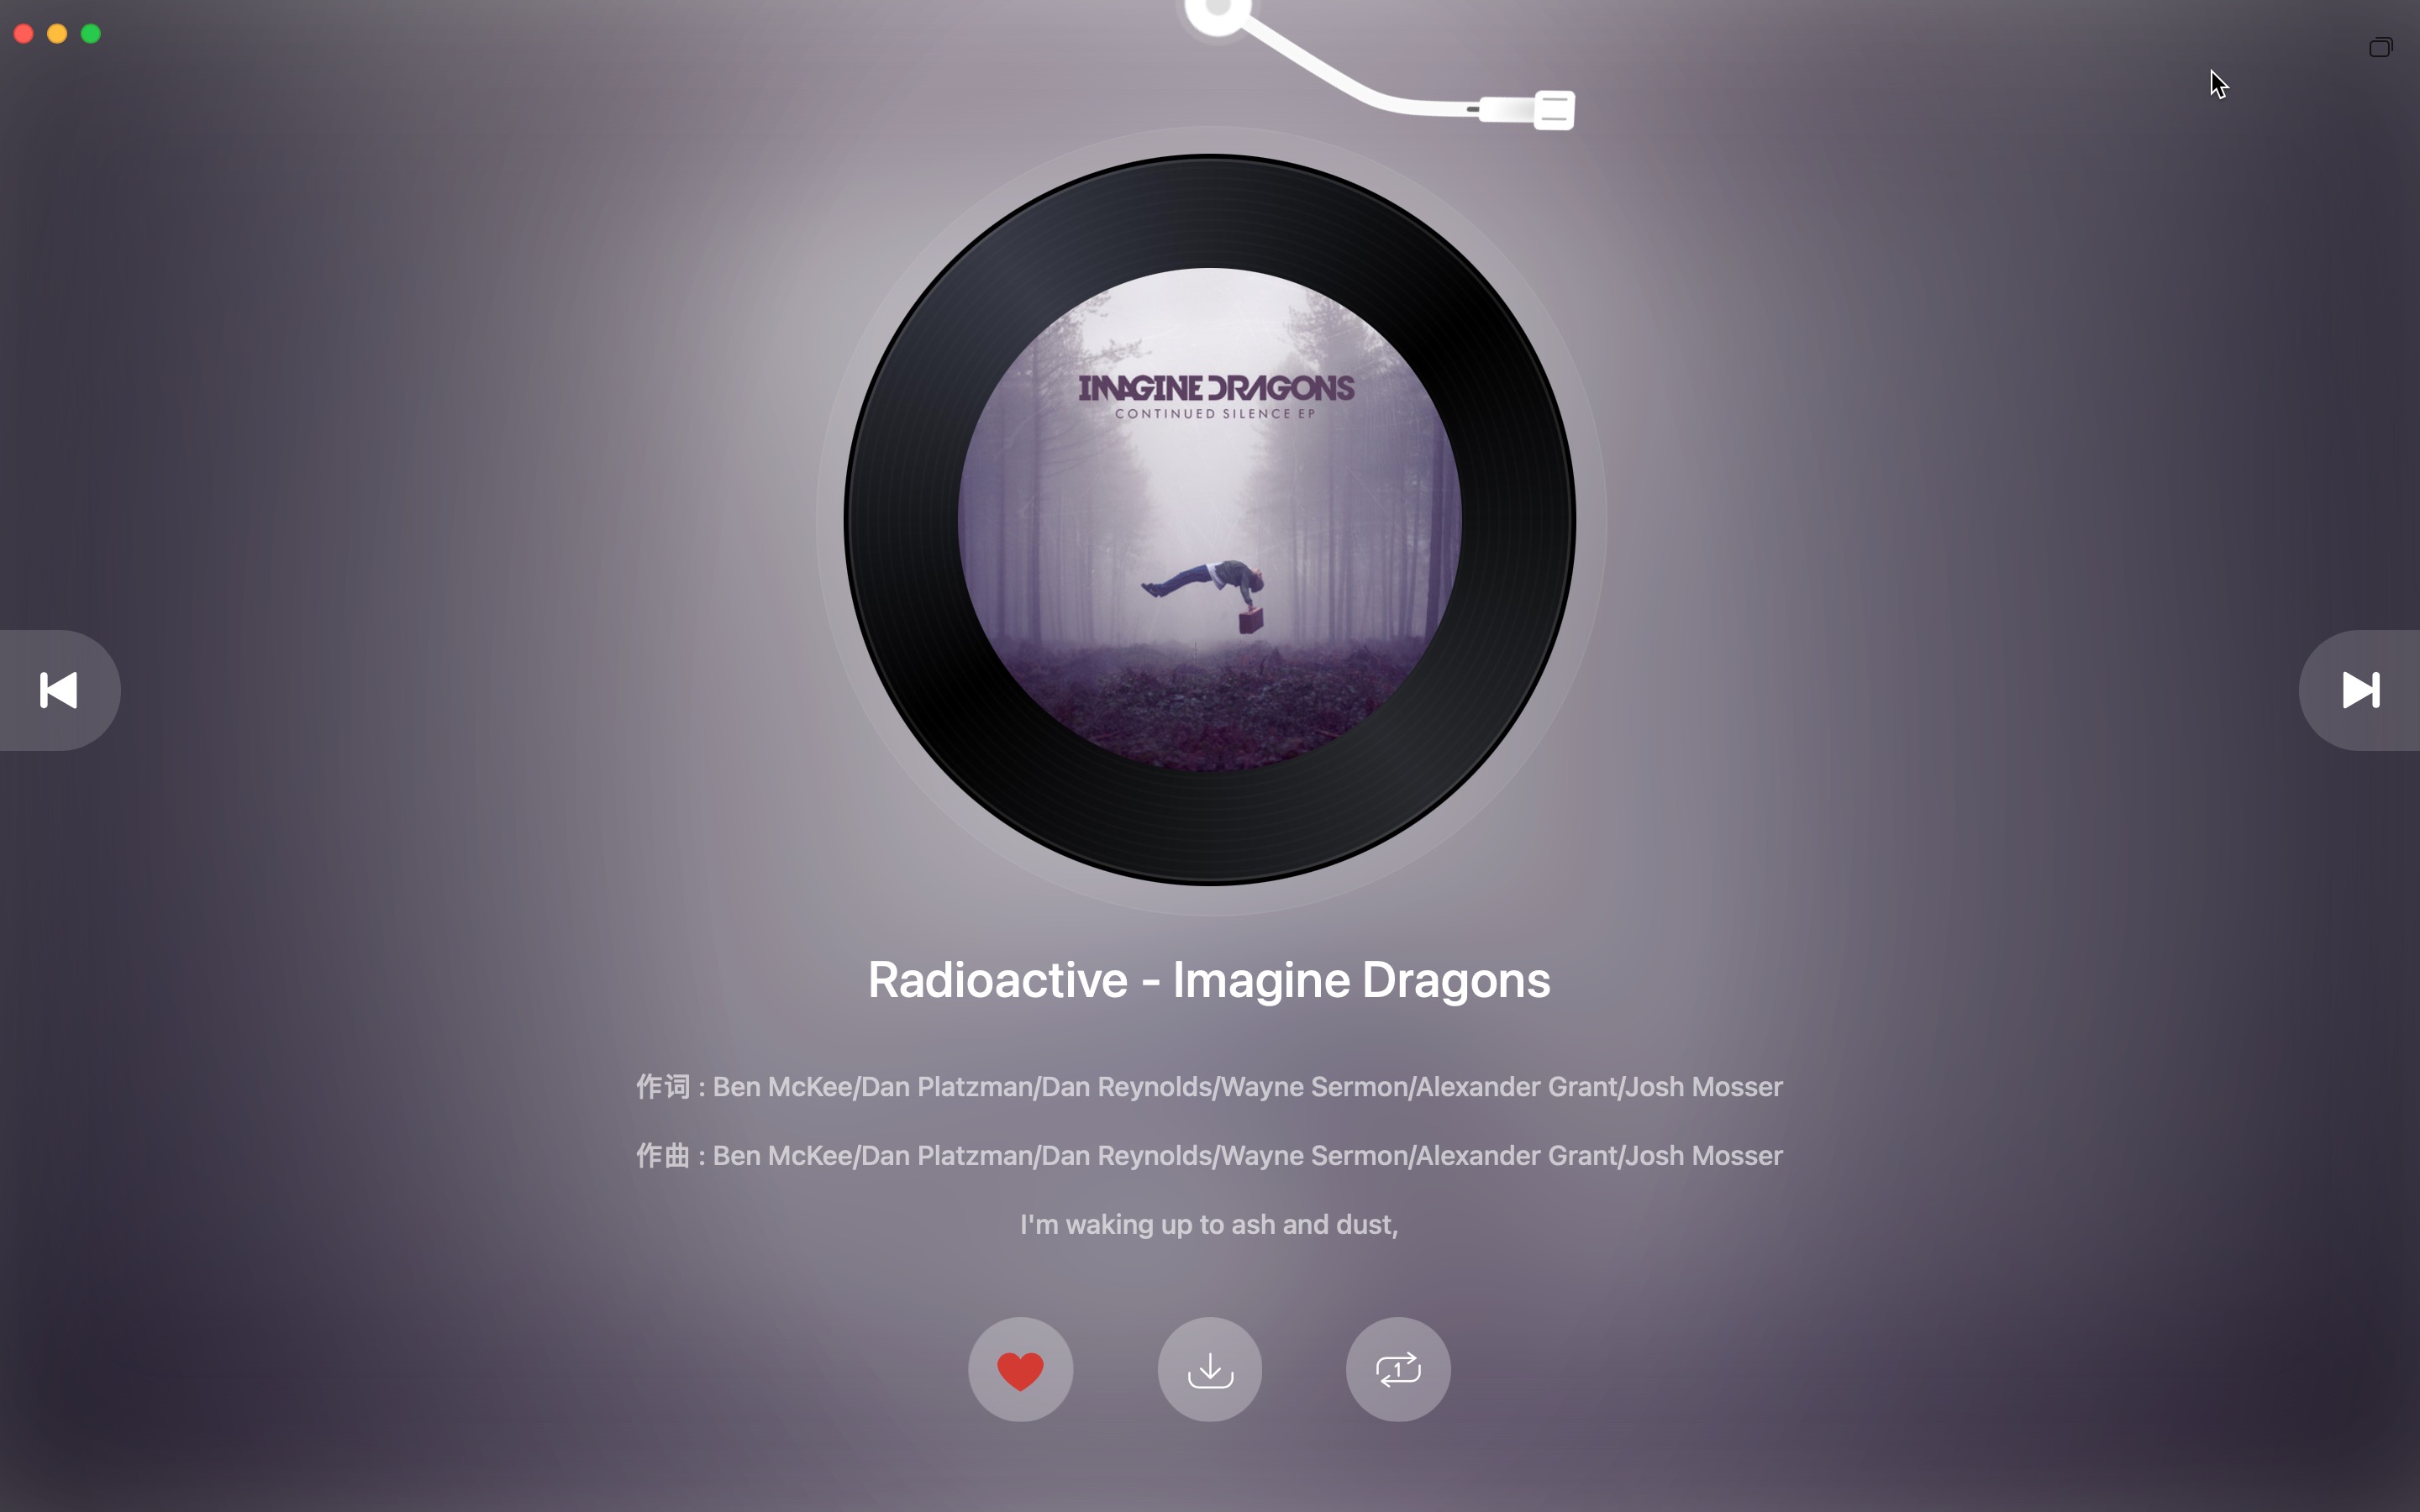 IMAGINE DRAGONS
CONTINUED SILENCE EP
Radioactive - Imagine Dragons
作词 : Ben McKee/Dan Platzman/Dan Reynolds/Wayne Sermon/Alexander Grant/Josh Mosser
作曲 : Ben McKee/Dan Platzman/Dan Reynolds/Wayne Sermon/Alexander Grant/Josh Mosser
I'm waking up to ash and dust,
1